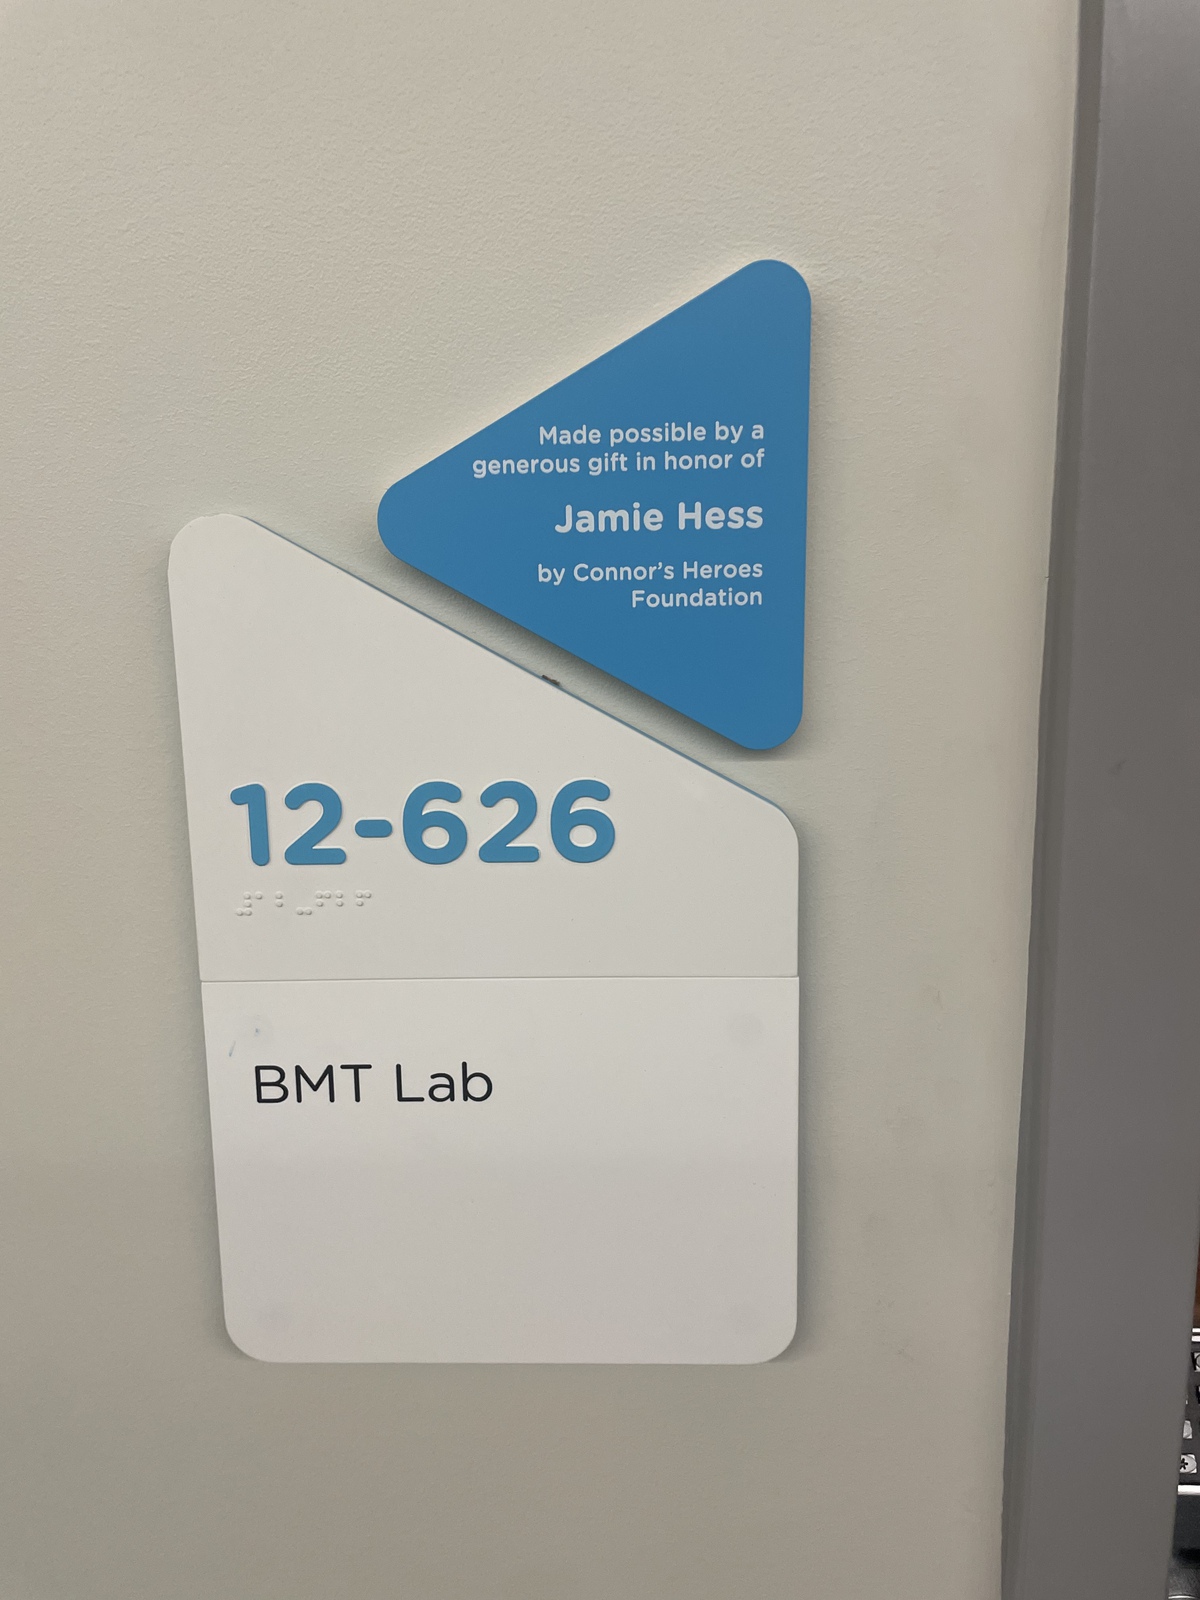 Made possible by a
generous gift in honor of
Jamie Hess
by Connor's Heroes
Foundation
12-626
BMT Lab